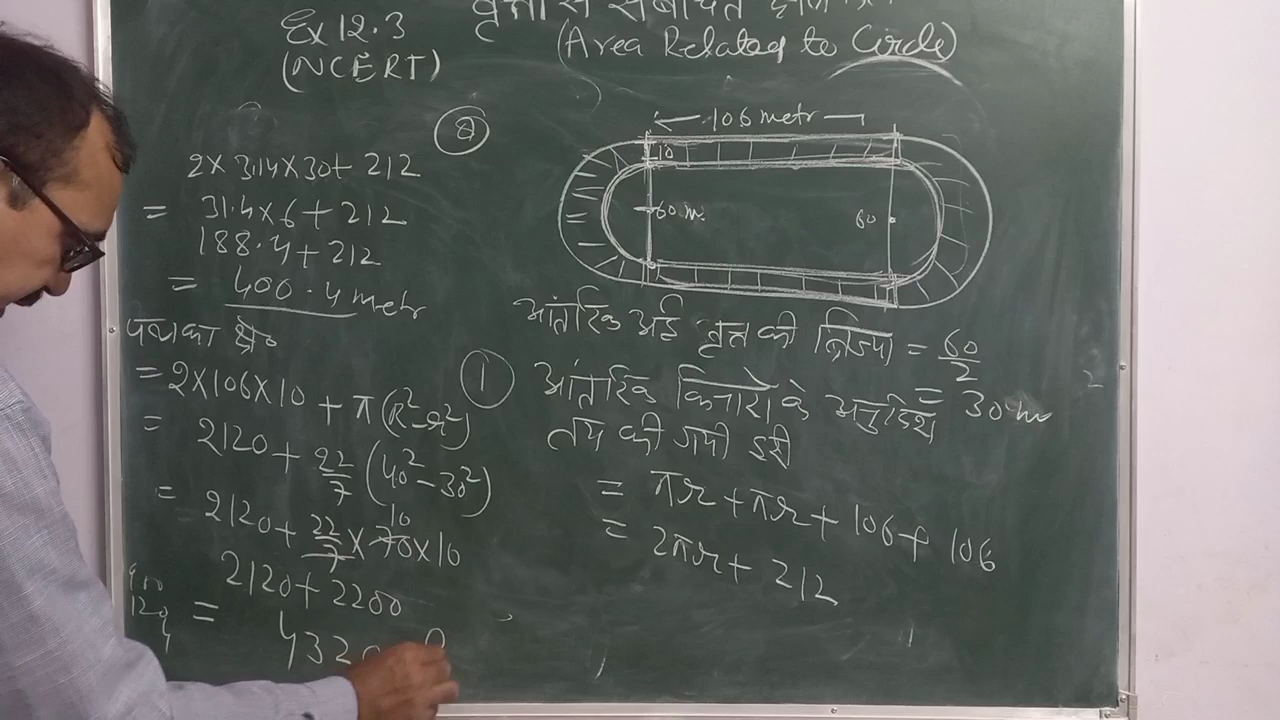 Ex 12.3
(NCERT)
वृत्तों से संबंधित
(Area Related to Circle)
2 × 3.14 × 30 + 212
= 31.4 × 6 + 212
188.4 + 212
= 400.4 metr
पथ का क्षे०
= 2 × 106 × 10 + π(R² - r²)
= 2120 + 22/7 (40² - 30²)
= 2120 + 22/7 × 70 × 10
10
2120 + 2200
= 4320
106 metr
10
60 m.
60
आंतरिक अर्द्ध वृत्त की त्रिज्या = 60/2
= 30 m
① आंतरिक किनारों के अनुदिश
तय की गयी दूरी
= πr + πr + 106 + 106
= 2πr + 212